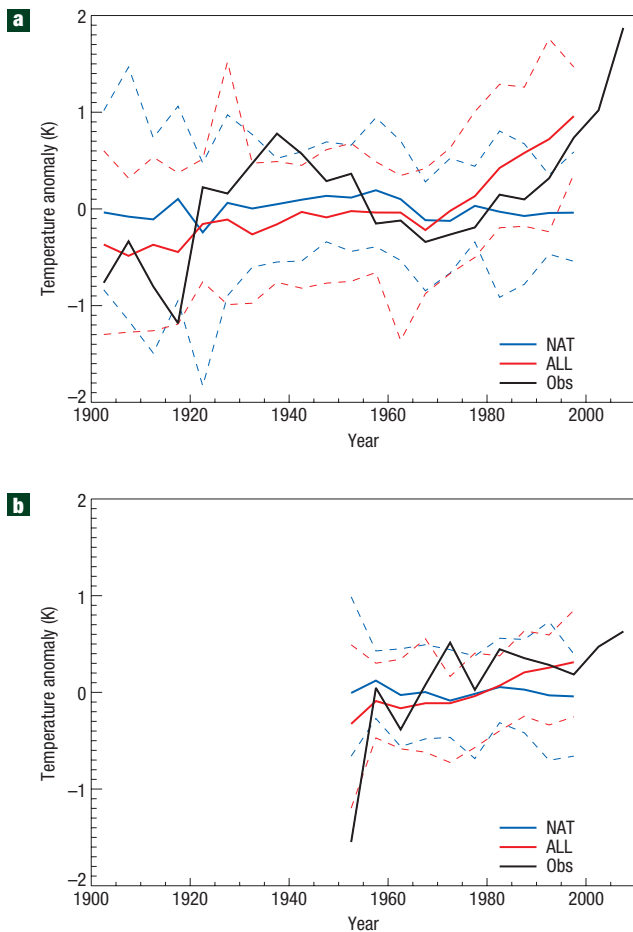 a
Temperature anomaly (K)
2
1
0
−1
−2
NAT
ALL
Obs
1900 1920 1940 1960 1980 2000
Year
b
Temperature anomaly (K)
2
1
0
−1
−2
NAT
ALL
Obs
1900 1920 1940 1960 1980 2000
Year